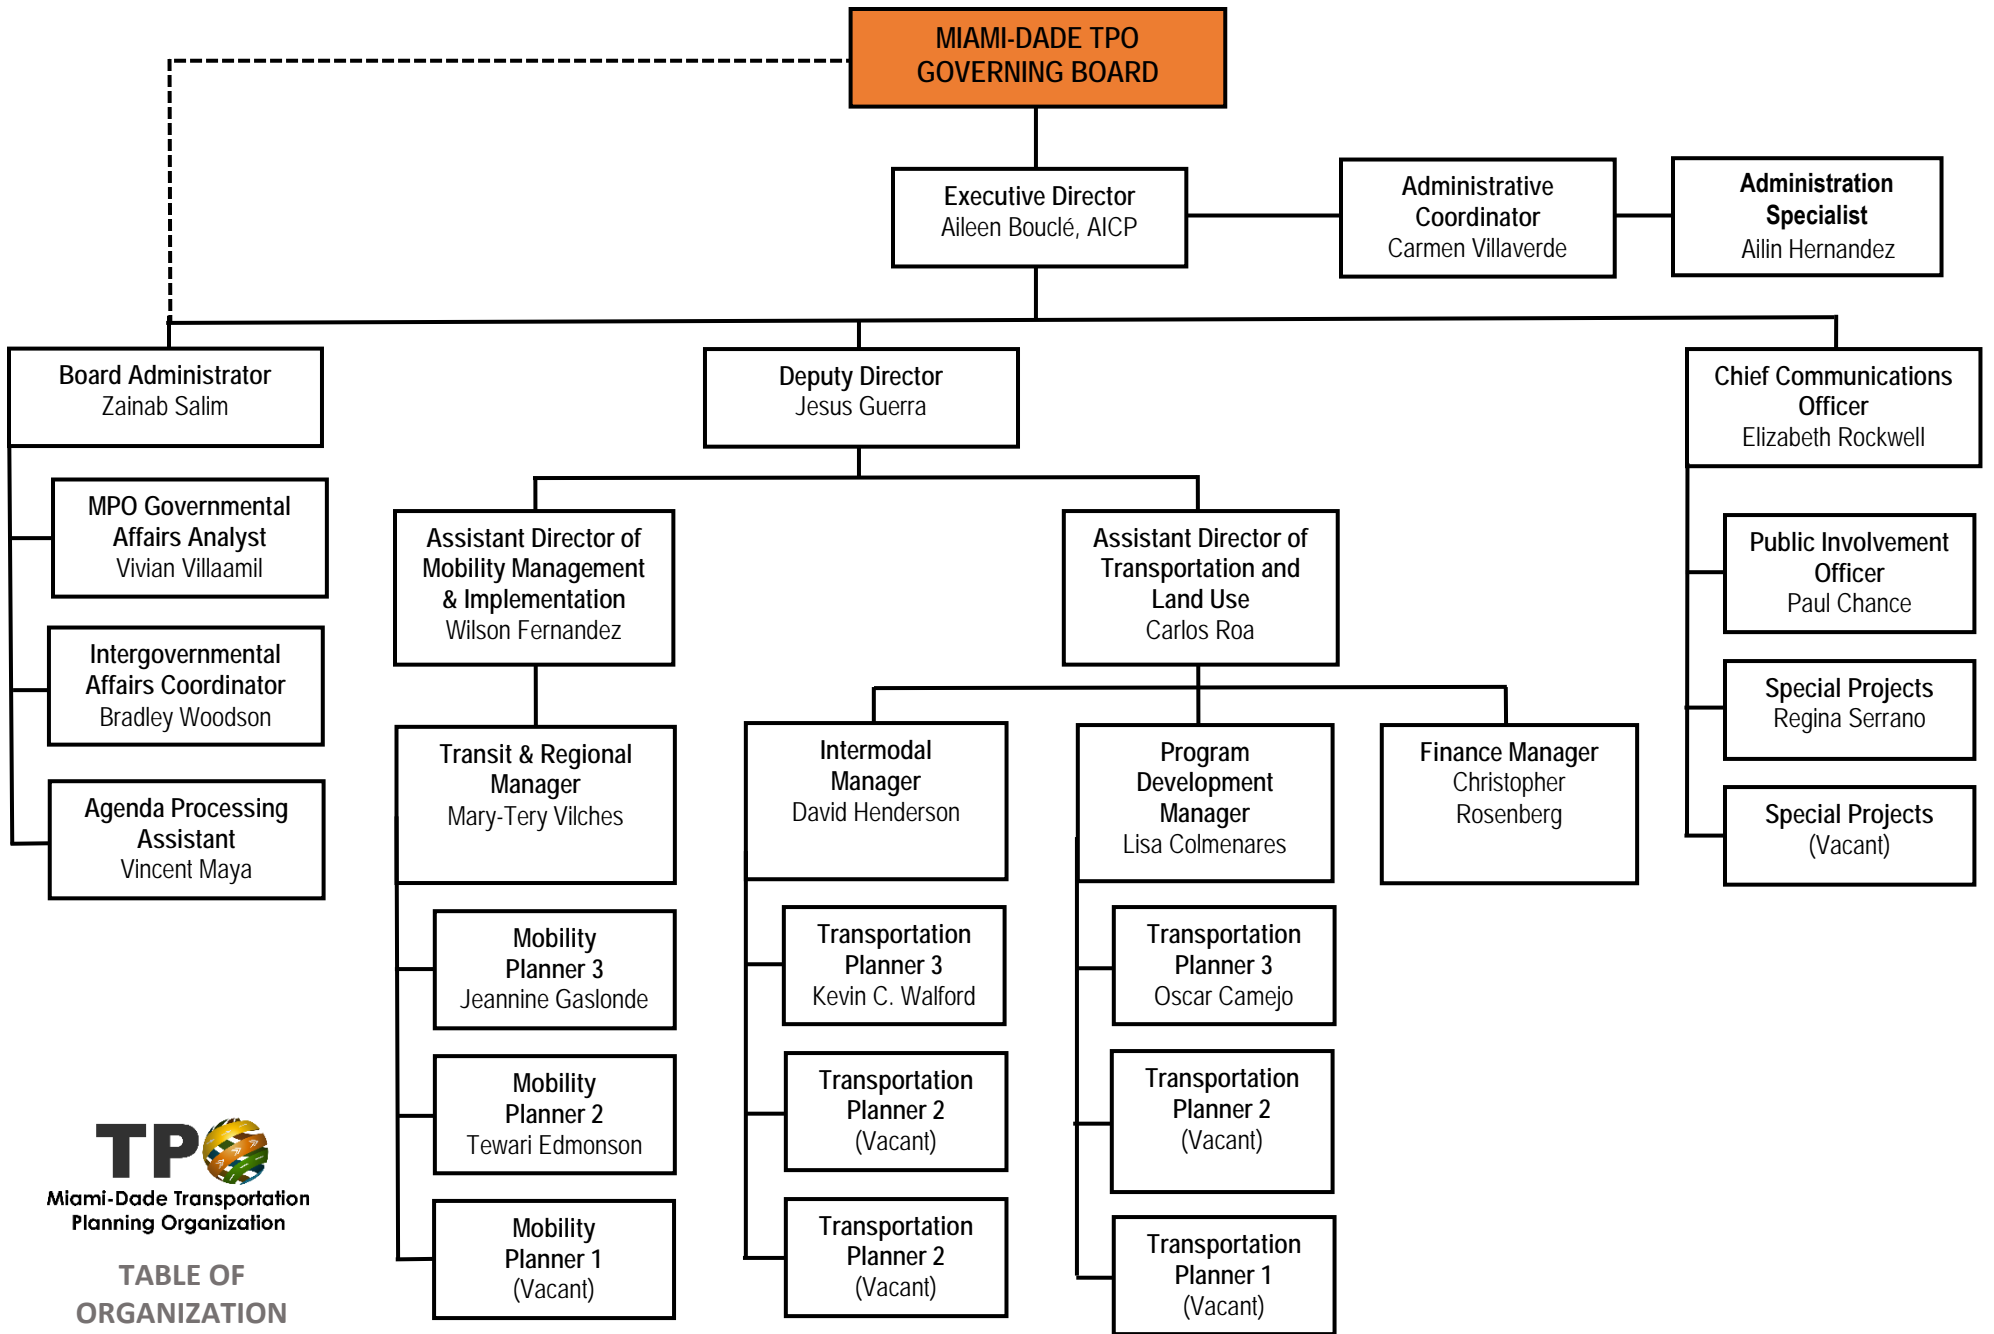 MIAMI-DADE TPO
GOVERNING BOARD
Executive Director
Aileen Bouclé, AICP
Administrative
Coordinator
Carmen Villaverde
Administration
Specialist
Ailin Hernandez
Board Administrator
Zainab Salim
MPO Governmental
Affairs Analyst
Vivian Villaamil
Intergovernmental
Affairs Coordinator
Bradley Woodson
Agenda Processing
Assistant
Vincent Maya
Deputy Director
Jesus Guerra
Assistant Director of
Mobility Management
& Implementation
Wilson Fernandez
Transit & Regional
Manager
Mary-Tery Vilches
Mobility
Planner 3
Jeannine Gaslonde
Mobility
Planner 2
Tewari Edmonson
Mobility
Planner 1
(Vacant)
Assistant Director of
Transportation and
Land Use
Carlos Roa
Intermodal
Manager
David Henderson
Transportation
Planner 3
Kevin C. Walford
Transportation
Planner 2
(Vacant)
Transportation
Planner 2
(Vacant)
Program
Development
Manager
Lisa Colmenares
Transportation
Planner 3
Oscar Camejo
Transportation
Planner 2
(Vacant)
Transportation
Planner 1
(Vacant)
Finance Manager
Christopher
Rosenberg
Chief Communications
Officer
Elizabeth Rockwell
Public Involvement
Officer
Paul Chance
Special Projects
Regina Serrano
Special Projects
(Vacant)
TPO
Miami-Dade Transportation
Planning Organization
TABLE OF
ORGANIZATION